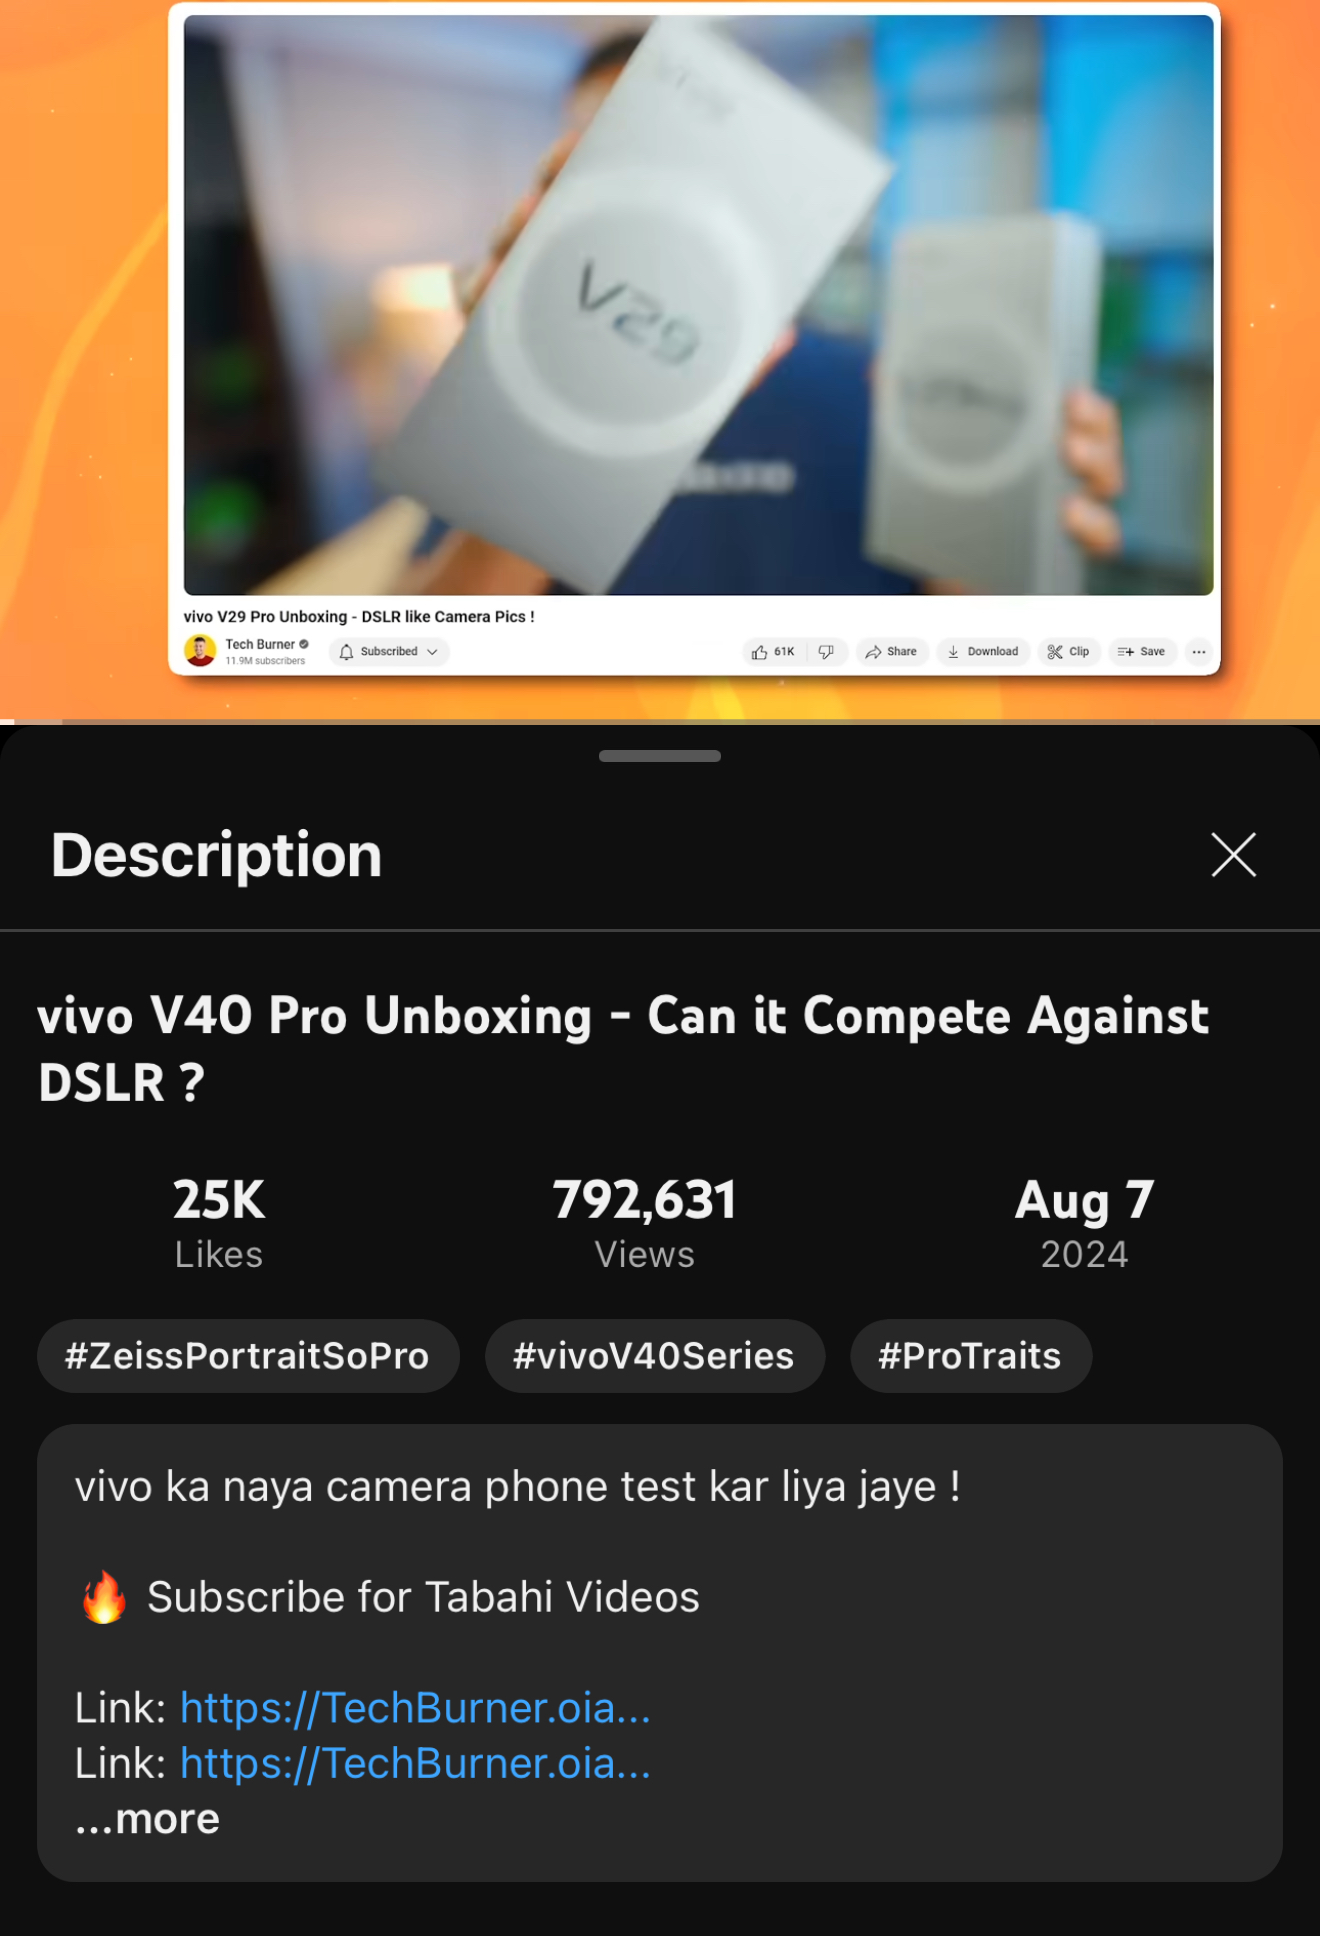 V29
V29
vivo V29 Pro Unboxing - DSLR like Camera Pics !
Tech Burner
11.9M subscribers
Subscribed
61K
Share
Download
Clip
Save
Description
vivo V40 Pro Unboxing - Can it Compete Against
DSLR ?
25K
792,631
Aug 7
Likes
Views
2024
#ZeissPortraitSoPro
#vivoV40Series
#ProTraits
vivo ka naya camera phone test kar liya jaye !
🔥 Subscribe for Tabahi Videos
Link: https://TechBurner.oia...
Link: https://TechBurner.oia...
...more